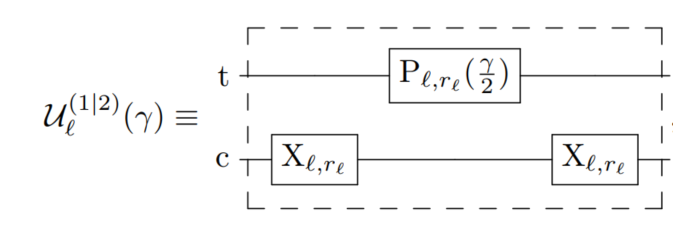 t P_{ℓ,r_ℓ}(γ/2)
𝒰_ℓ^{(1|2)}(γ) ≡
c X_{ℓ,r_ℓ} X_{ℓ,r_ℓ}